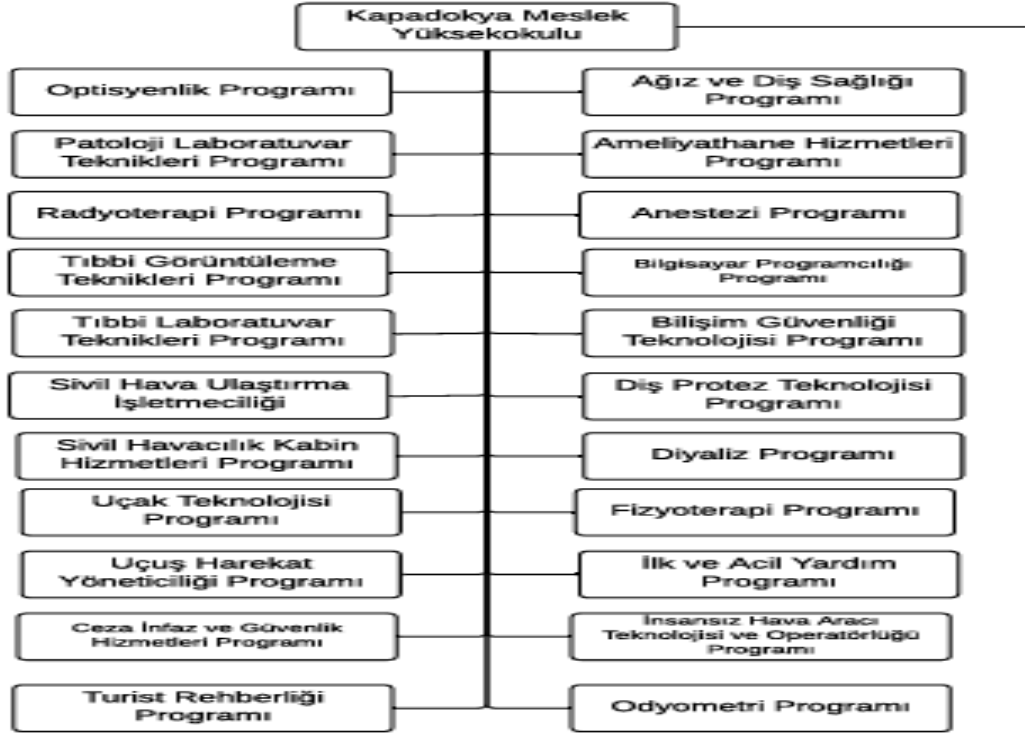 Kapadokya Meslek
Yüksekokulu
Optisyenlik Programı
Ağız ve Diş Sağlığı
Programı
Patoloji Laboratuvar
Teknikleri Programı
Ameliyathane Hizmetleri
Programı
Radyoterapi Programı
Anestezi Programı
Tıbbi Görüntüleme
Teknikleri Programı
Bilgisayar Programcılığı
Programı
Tıbbi Laboratuvar
Teknikleri Programı
Bilişim Güvenliği
Teknolojisi Programı
Sivil Hava Ulaştırma
İşletmeciliği
Diş Protez Teknolojisi
Programı
Sivil Havacılık Kabin
Hizmetleri Programı
Diyaliz Programı
Uçak Teknolojisi
Programı
Fizyoterapi Programı
Uçuş Harekat
Yöneticiliği Programı
İlk ve Acil Yardım
Programı
Ceza İnfaz ve Güvenlik
Hizmetleri Programı
İnsansız Hava Aracı
Teknolojisi ve Operatörlüğü
Programı
Turist Rehberliği
Programı
Odyometri Programı